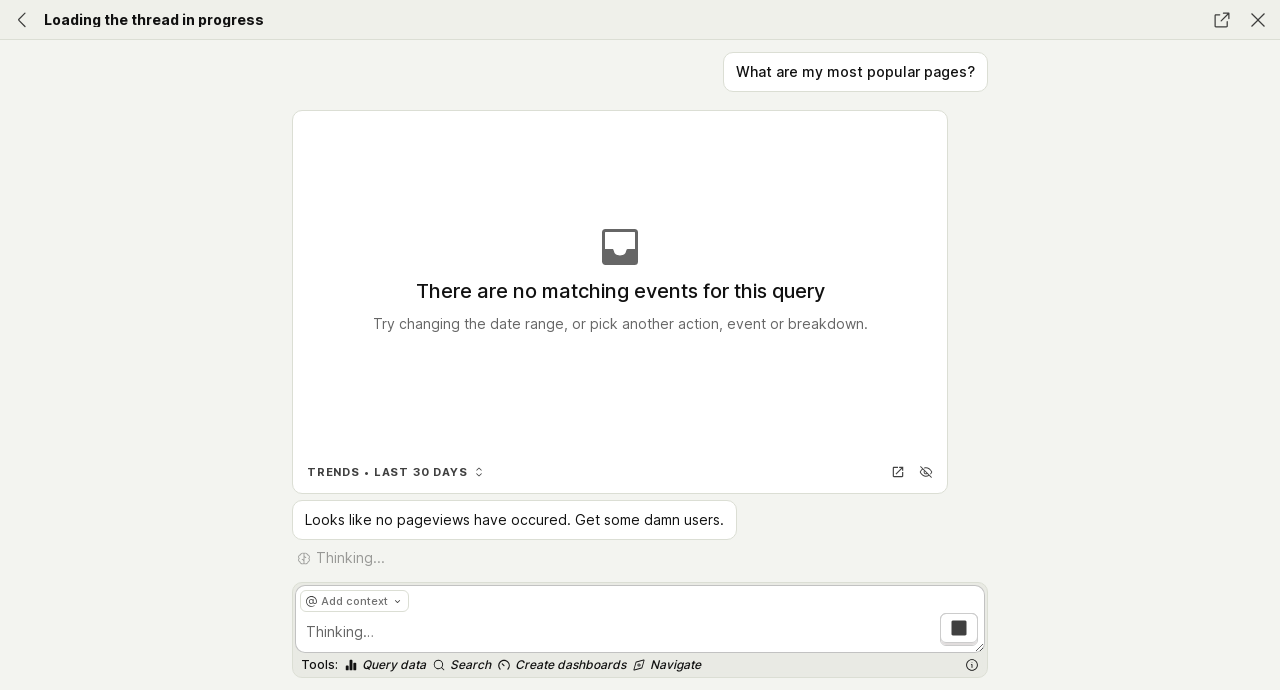 Loading the thread in progress
What are my most popular pages?
There are no matching events for this query
Try changing the date range, or pick another action, event or breakdown.
TRENDS • LAST 30 DAYS
Looks like no pageviews have occured. Get some damn users.
Thinking...
@ Add context
Thinking...
Tools: Query data Search Create dashboards Navigate